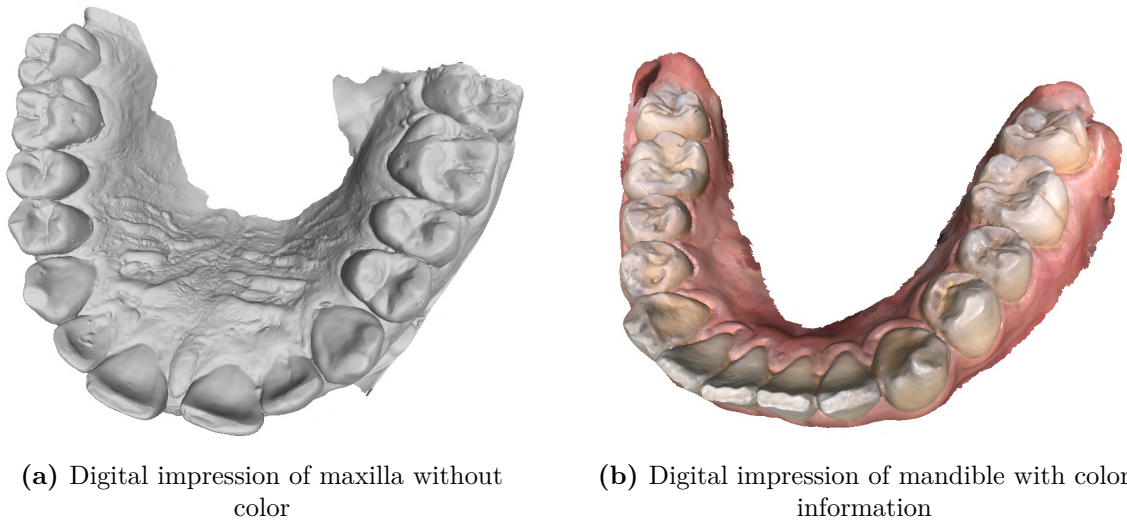 (a) Digital impression of maxilla without
color
(b) Digital impression of mandible with color
information